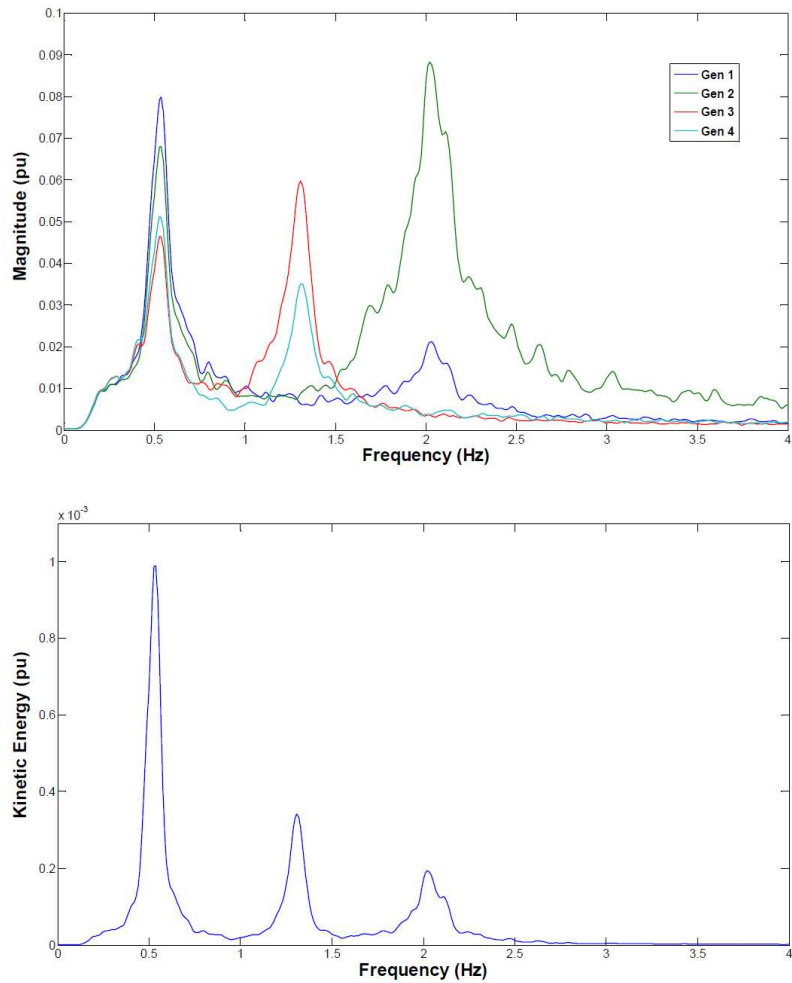 0.1
0.09
0.08
0.07
0.06
0.05
0.04
0.03
0.02
0.01
0
Magnitude (pu)
Gen 1
Gen 2
Gen 3
Gen 4
0 0.5 1 1.5 2 2.5 3 3.5 4
Frequency (Hz)
x 10-3
1
0.8
0.6
0.4
0.2
0
Kinetic Energy (pu)
0 0.5 1 1.5 2 2.5 3 3.5 4
Frequency (Hz)